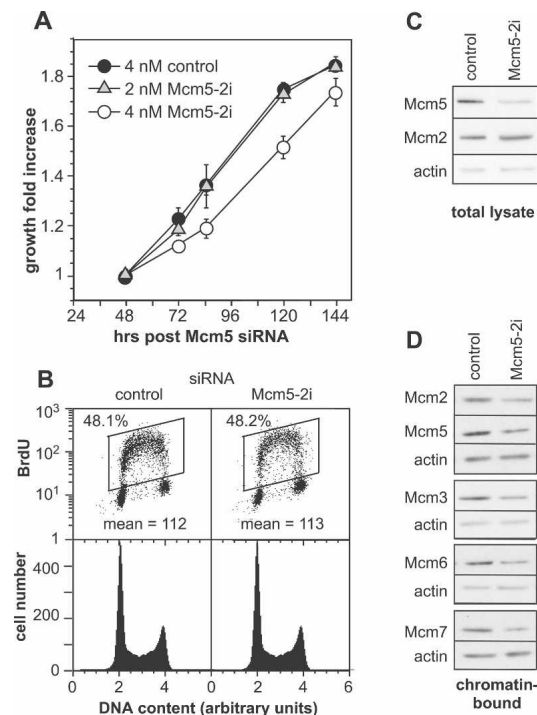 A
4 nM control
2 nM Mcm5-2i
4 nM Mcm5-2i
growth fold increase
1.8
1.6
1.4
1.2
1
24 48 72 96 120 144
hrs post Mcm5 siRNA
B
siRNA
control Mcm5-2i
BrdU
10³
10²
10¹
1
48.1%
mean = 112
48.2%
mean = 113
cell number
400
200
0
0 2 4 0 2 4 6
DNA content (arbitrary units)
C
control
Mcm5-2i
Mcm5
Mcm2
actin
total lysate
D
control
Mcm5-2i
Mcm2
Mcm5
actin
Mcm3
actin
Mcm6
actin
Mcm7
actin
chromatin-
bound